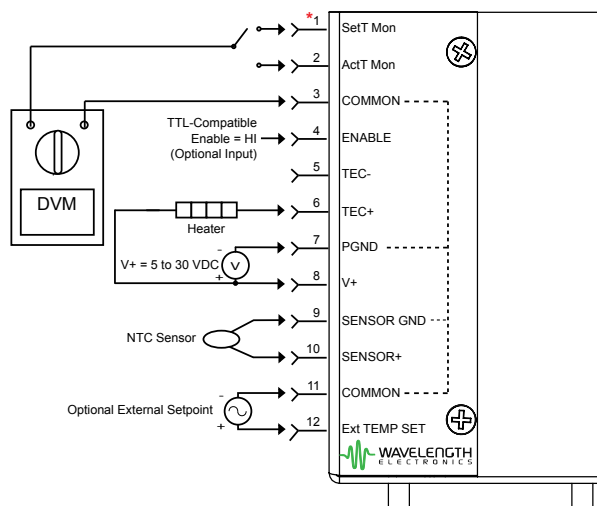 *1 SetT Mon
2 ActT Mon
3 COMMON
TTL-Compatible
Enable = HI
(Optional Input)
4 ENABLE
5 TEC-
DVM
6 TEC+
Heater
7 PGND
-
V+ = 5 to 30 VDC
V
+
8 V+
9 SENSOR GND
NTC Sensor
10 SENSOR+
11 COMMON
-
Optional External Setpoint
+
12 Ext TEMP SET
WAVELENGTH
ELECTRONICS